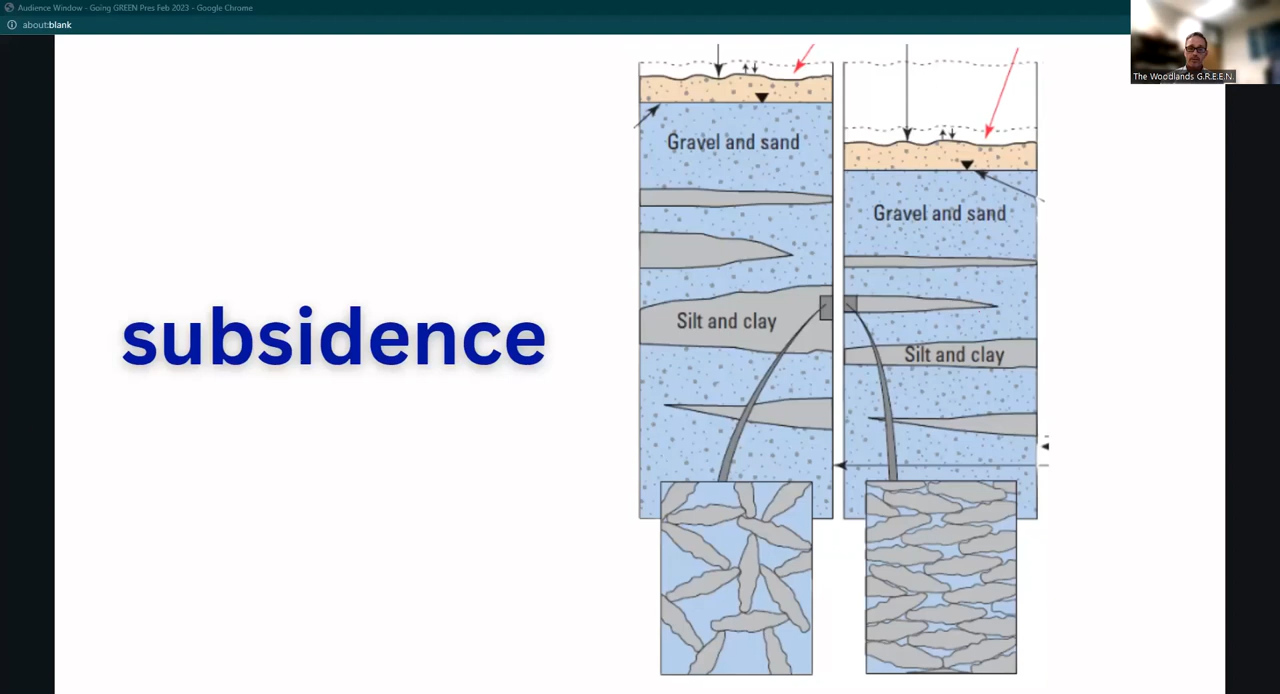 Audience Window - Going GREEN Pres Feb 2023 - Google Chrome
about:blank
The Woodlands G.R.E.E.N.
subsidence
Gravel and sand
Silt and clay
Gravel and sand
Silt and clay